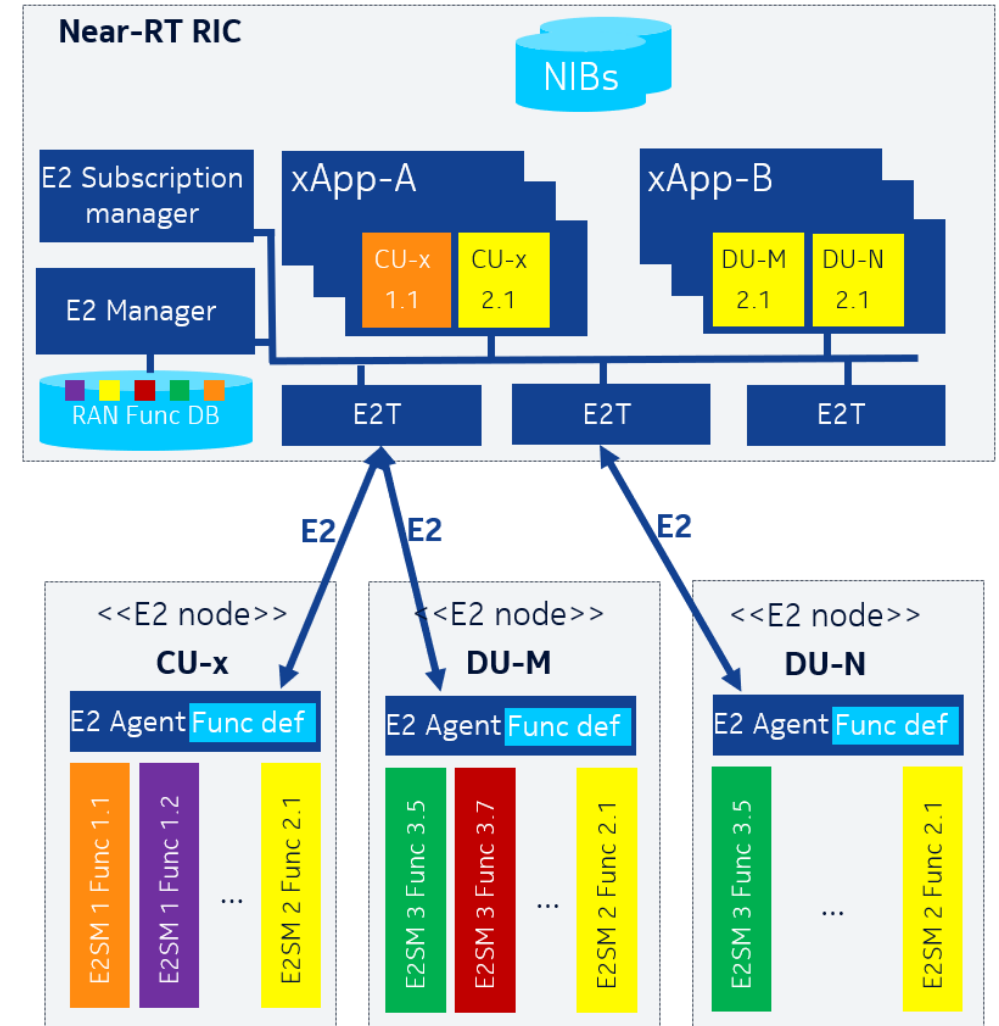 Near-RT RIC
NIBs
E2 Subscription
manager
xApp-A
xApp-B
CU-x
1.1
CU-x
2.1
DU-M
2.1
DU-N
2.1
E2 Manager
RAN Func DB
E2T
E2T
E2T
E2
E2
E2
<<E2 node>>
CU-x
<<E2 node>>
DU-M
<<E2 node>>
DU-N
E2 Agent
Func def
E2 Agent
Func def
E2 Agent
Func def
E2SM 1 Func 1.1
E2SM 1 Func 1.2
...
E2SM 2 Func 2.1
E2SM 3 Func 3.5
E2SM 3 Func 3.7
...
E2SM 2 Func 2.1
E2SM 3 Func 3.5
...
E2SM 2 Func 2.1